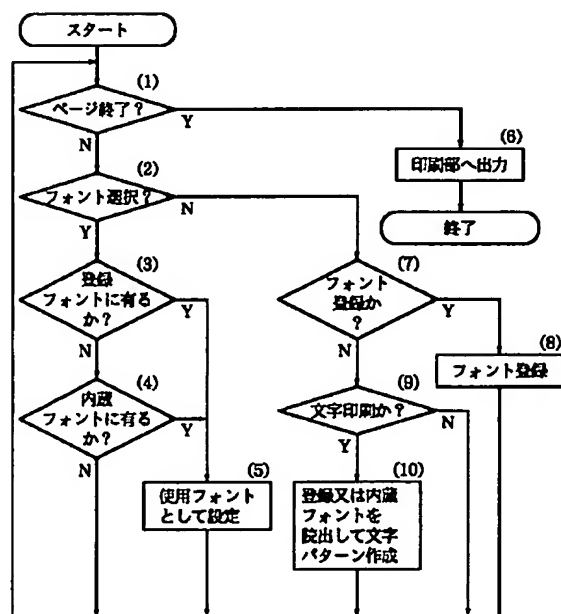 スタート
(1)
ページ終了?
Y
N
(6)
印刷部へ出力
終了
(2)
フォント選択?
N
Y
(3)
登録
フォントに有る
か?
Y
N
(7)
フォント
登録か
?
Y
N
(8)
フォント登録
(4)
内蔵
フォントに有る
か?
Y
N
(9)
文字印刷か?
N
Y
(5)
使用フォント
として設定
(10)
登録又は内蔵
フォントを
読出して文字
パターン作成